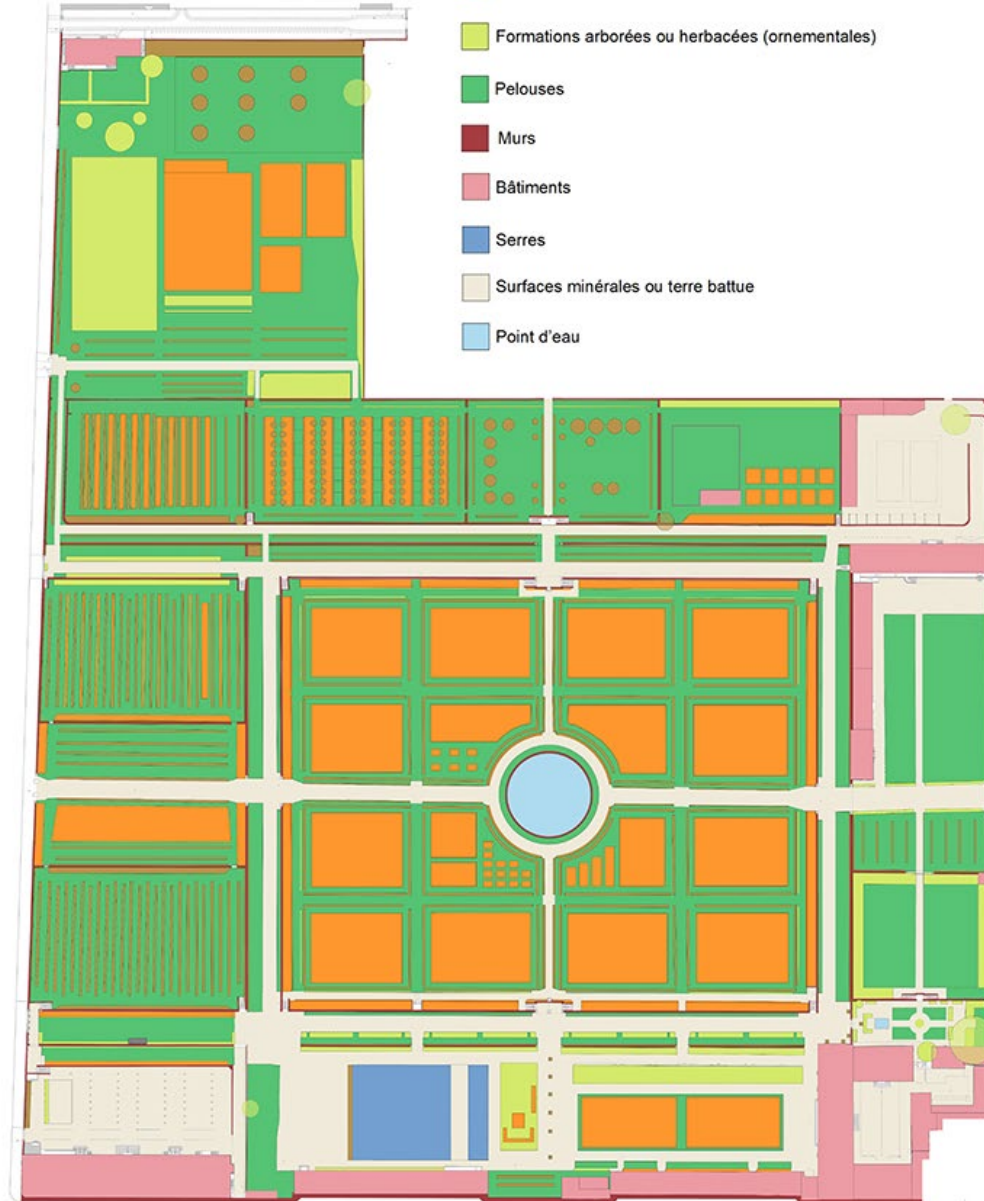 Formations arborées ou herbacées (ornementales)
Pelouses
Murs
Bâtiments
Serres
Surfaces minérales ou terre battue
Point d'eau